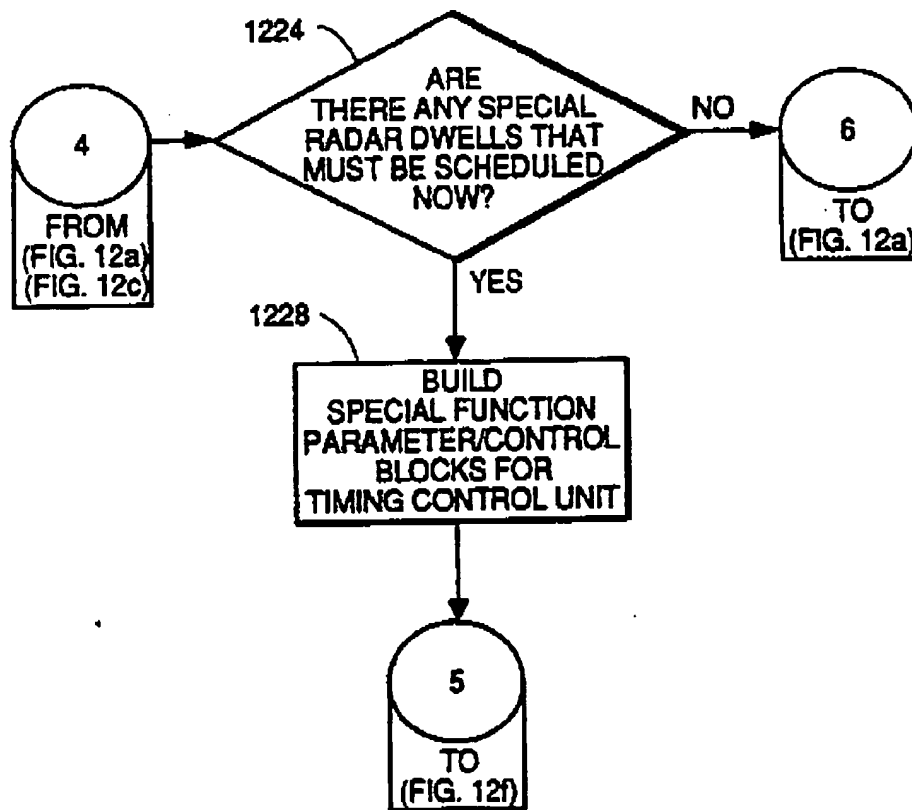 1224
ARE
THERE ANY SPECIAL
RADAR DWELLS THAT
MUST BE SCHEDULED
NOW?
NO
4
FROM
(FIG. 12a)
(FIG. 12c)
6
TO
(FIG. 12a)
YES
1228
BUILD
SPECIAL FUNCTION
PARAMETER/CONTROL
BLOCKS FOR
TIMING CONTROL UNIT
5
TO
(FIG. 12f)